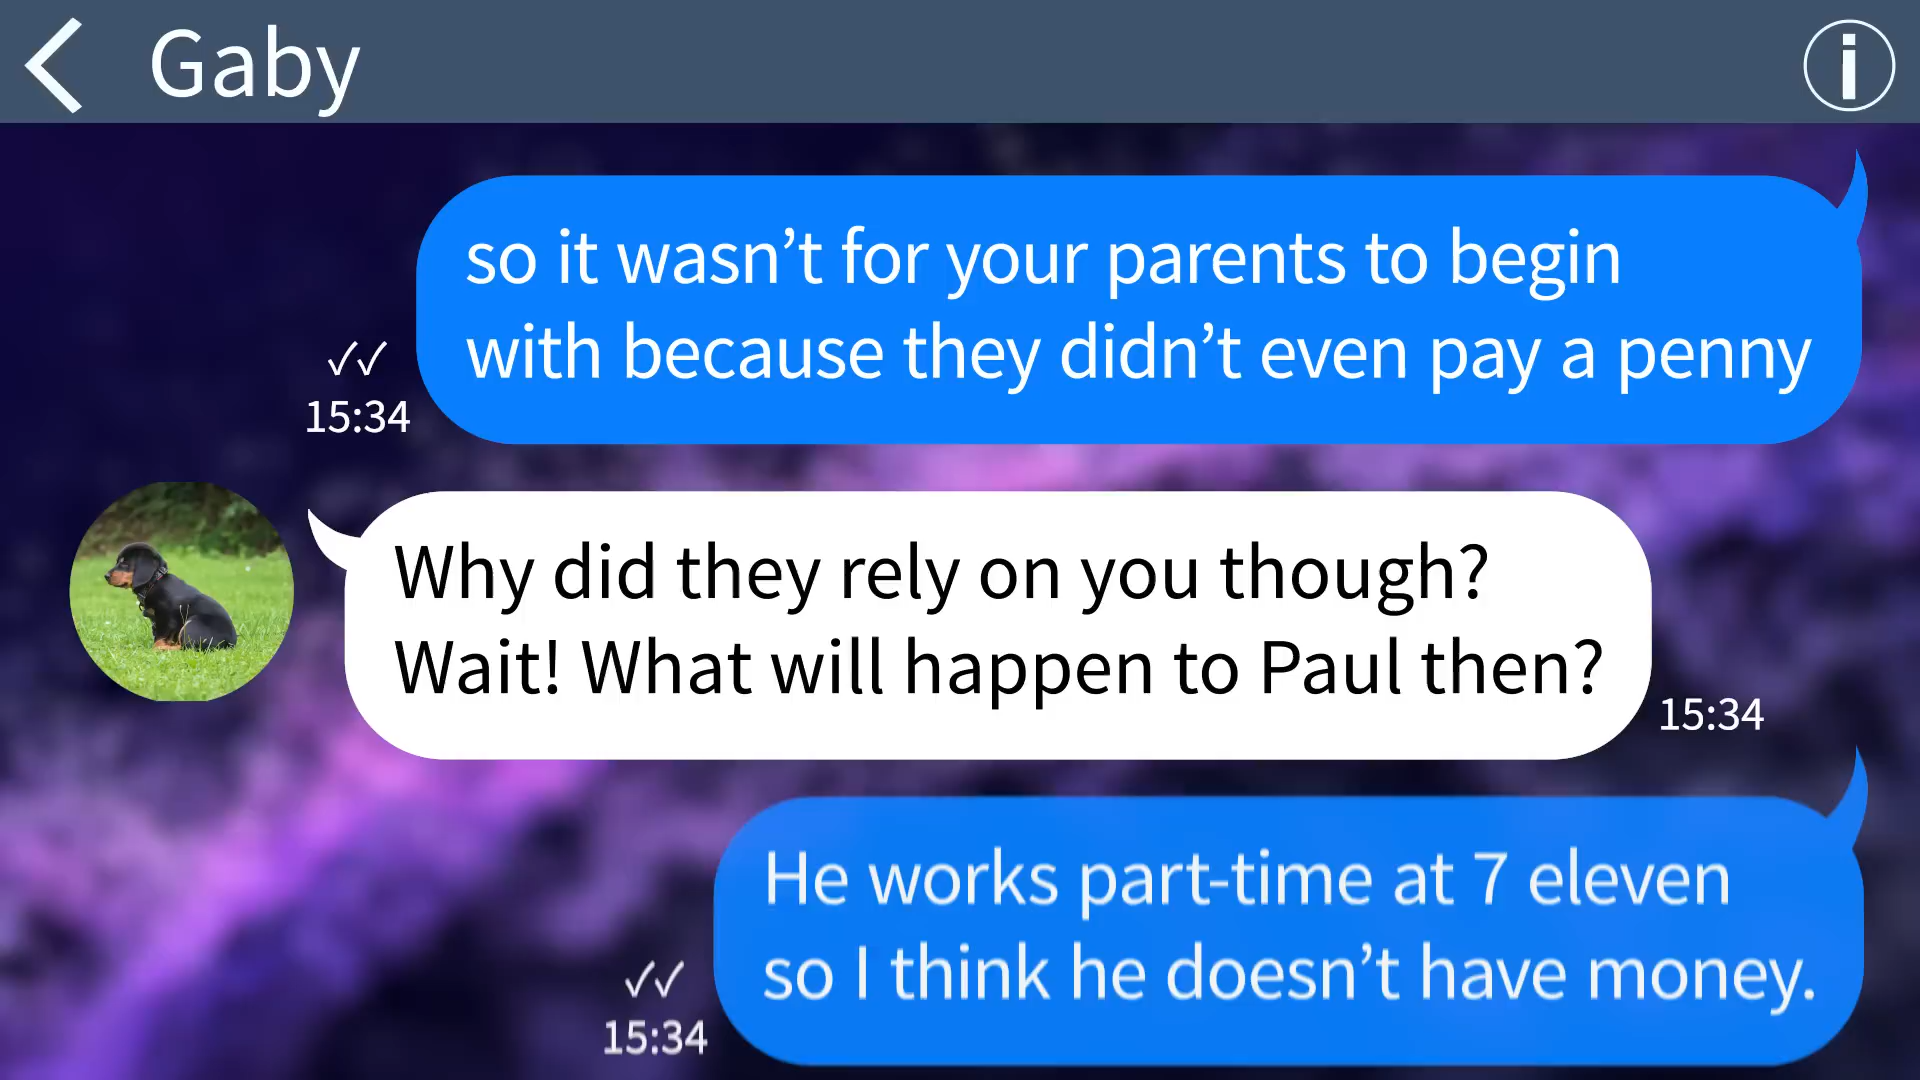 Gaby
so it wasn’t for your parents to begin
with because they didn’t even pay a penny
15:34
Why did they rely on you though?
Wait! What will happen to Paul then?
15:34
He works part-time at 7 eleven
so I think he doesn’t have money.
15:34